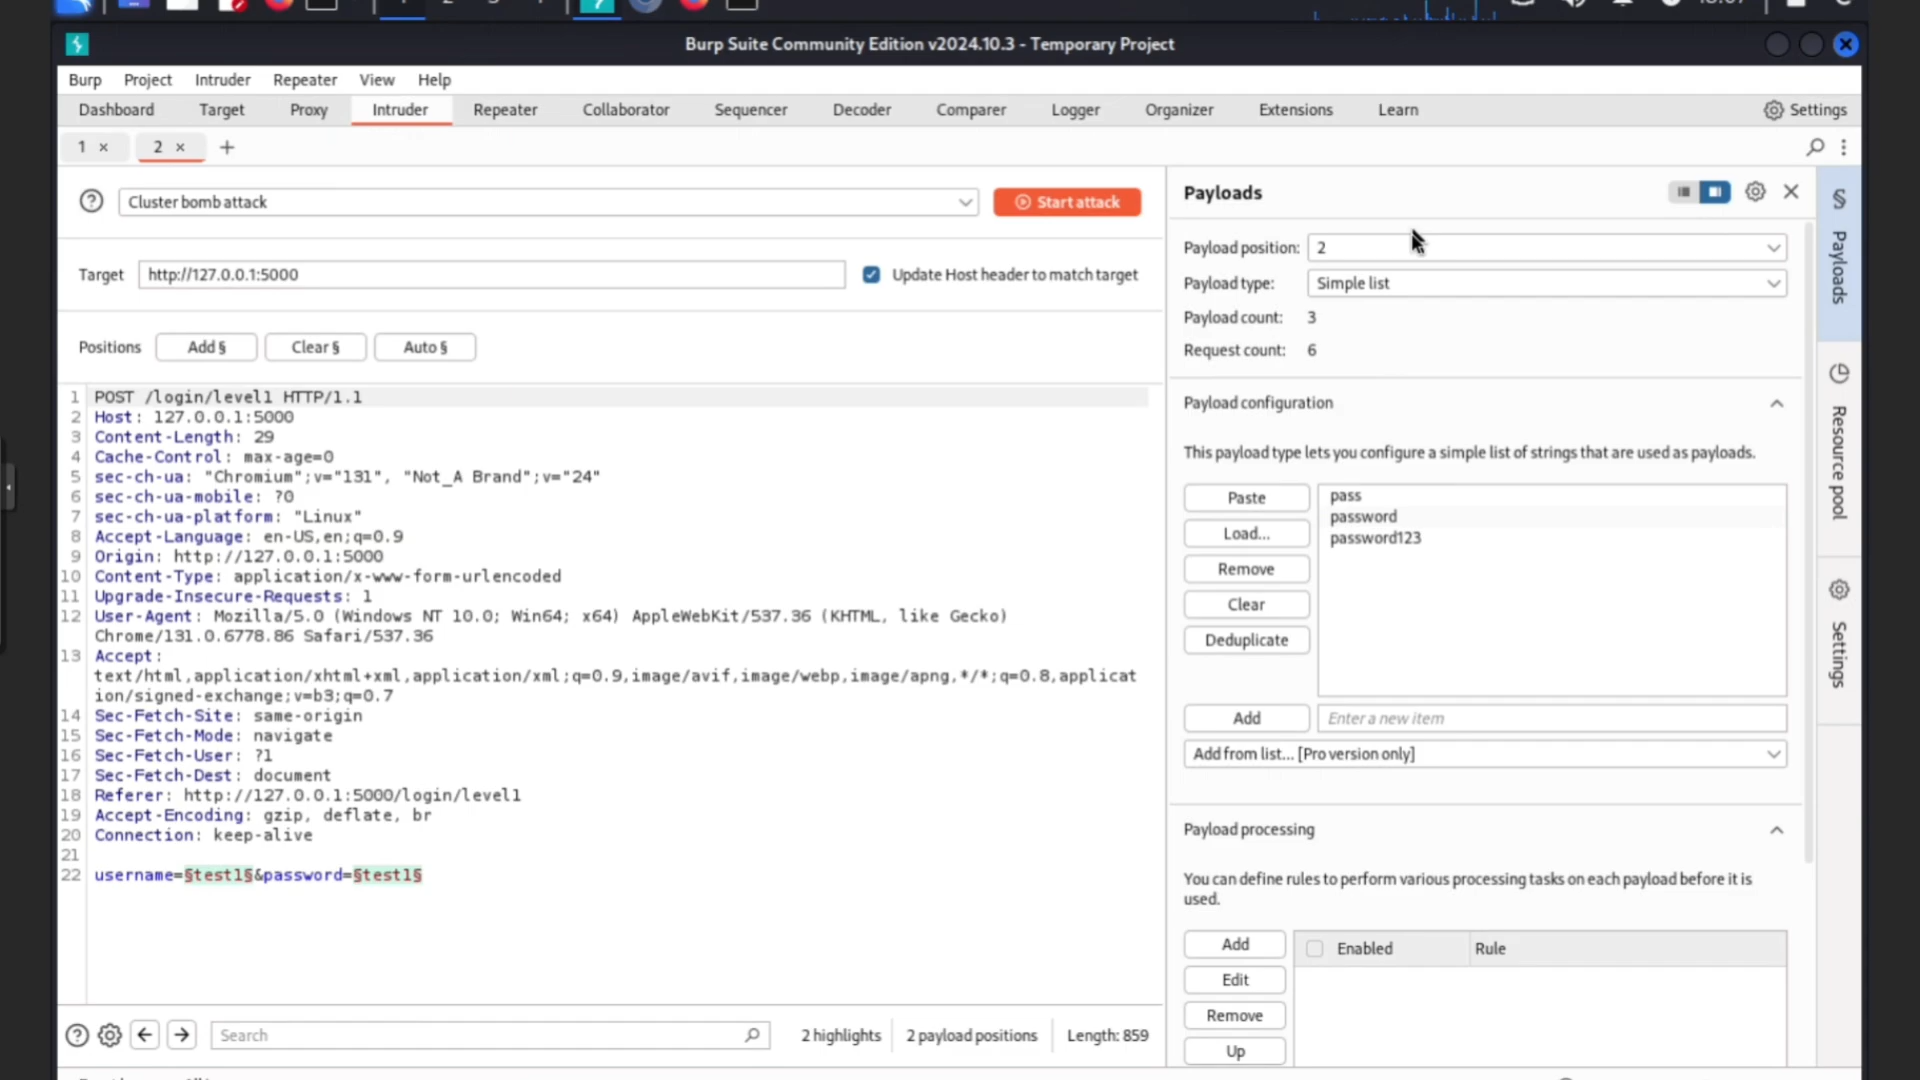 Burp Suite Community Edition v2024.10.3 - Temporary Project
Burp Project Intruder Repeater View Help
Dashboard Target Proxy Intruder Repeater Collaborator Sequencer Decoder Comparer Logger Organizer Extensions Learn Settings
1 × 2 × +
Cluster bomb attack
Start attack
Target http://127.0.0.1:5000 Update Host header to match target
Positions Add § Clear § Auto §
1 POST /login/level1 HTTP/1.1
2 Host: 127.0.0.1:5000
3 Content-Length: 29
4 Cache-Control: max-age=0
5 sec-ch-ua: "Chromium";v="131", "Not_A Brand";v="24"
6 sec-ch-ua-mobile: ?0
7 sec-ch-ua-platform: "Linux"
8 Accept-Language: en-US,en;q=0.9
9 Origin: http://127.0.0.1:5000
10 Content-Type: application/x-www-form-urlencoded
11 Upgrade-Insecure-Requests: 1
12 User-Agent: Mozilla/5.0 (Windows NT 10.0; Win64; x64) AppleWebKit/537.36 (KHTML, like Gecko)
Chrome/131.0.6778.86 Safari/537.36
13 Accept:
text/html,application/xhtml+xml,application/xml;q=0.9,image/avif,image/webp,image/apng,*/*;q=0.8,applicat
ion/signed-exchange;v=b3;q=0.7
14 Sec-Fetch-Site: same-origin
15 Sec-Fetch-Mode: navigate
16 Sec-Fetch-User: ?1
17 Sec-Fetch-Dest: document
18 Referer: http://127.0.0.1:5000/login/level1
19 Accept-Encoding: gzip, deflate, br
20 Connection: keep-alive
21
22 username=§test1§&password=§test1§
Search 2 highlights 2 payload positions Length: 859
Payloads
Payload position: 2
Payload type: Simple list
Payload count: 3
Request count: 6
Payload configuration
This payload type lets you configure a simple list of strings that are used as payloads.
Paste
Load...
Remove
Clear
Deduplicate
pass
password
password123
Add Enter a new item
Add from list... [Pro version only]
Payload processing
You can define rules to perform various processing tasks on each payload before it is
used.
Add
Edit
Remove
Up
Enabled Rule
§ Payloads
Resource pool
Settings